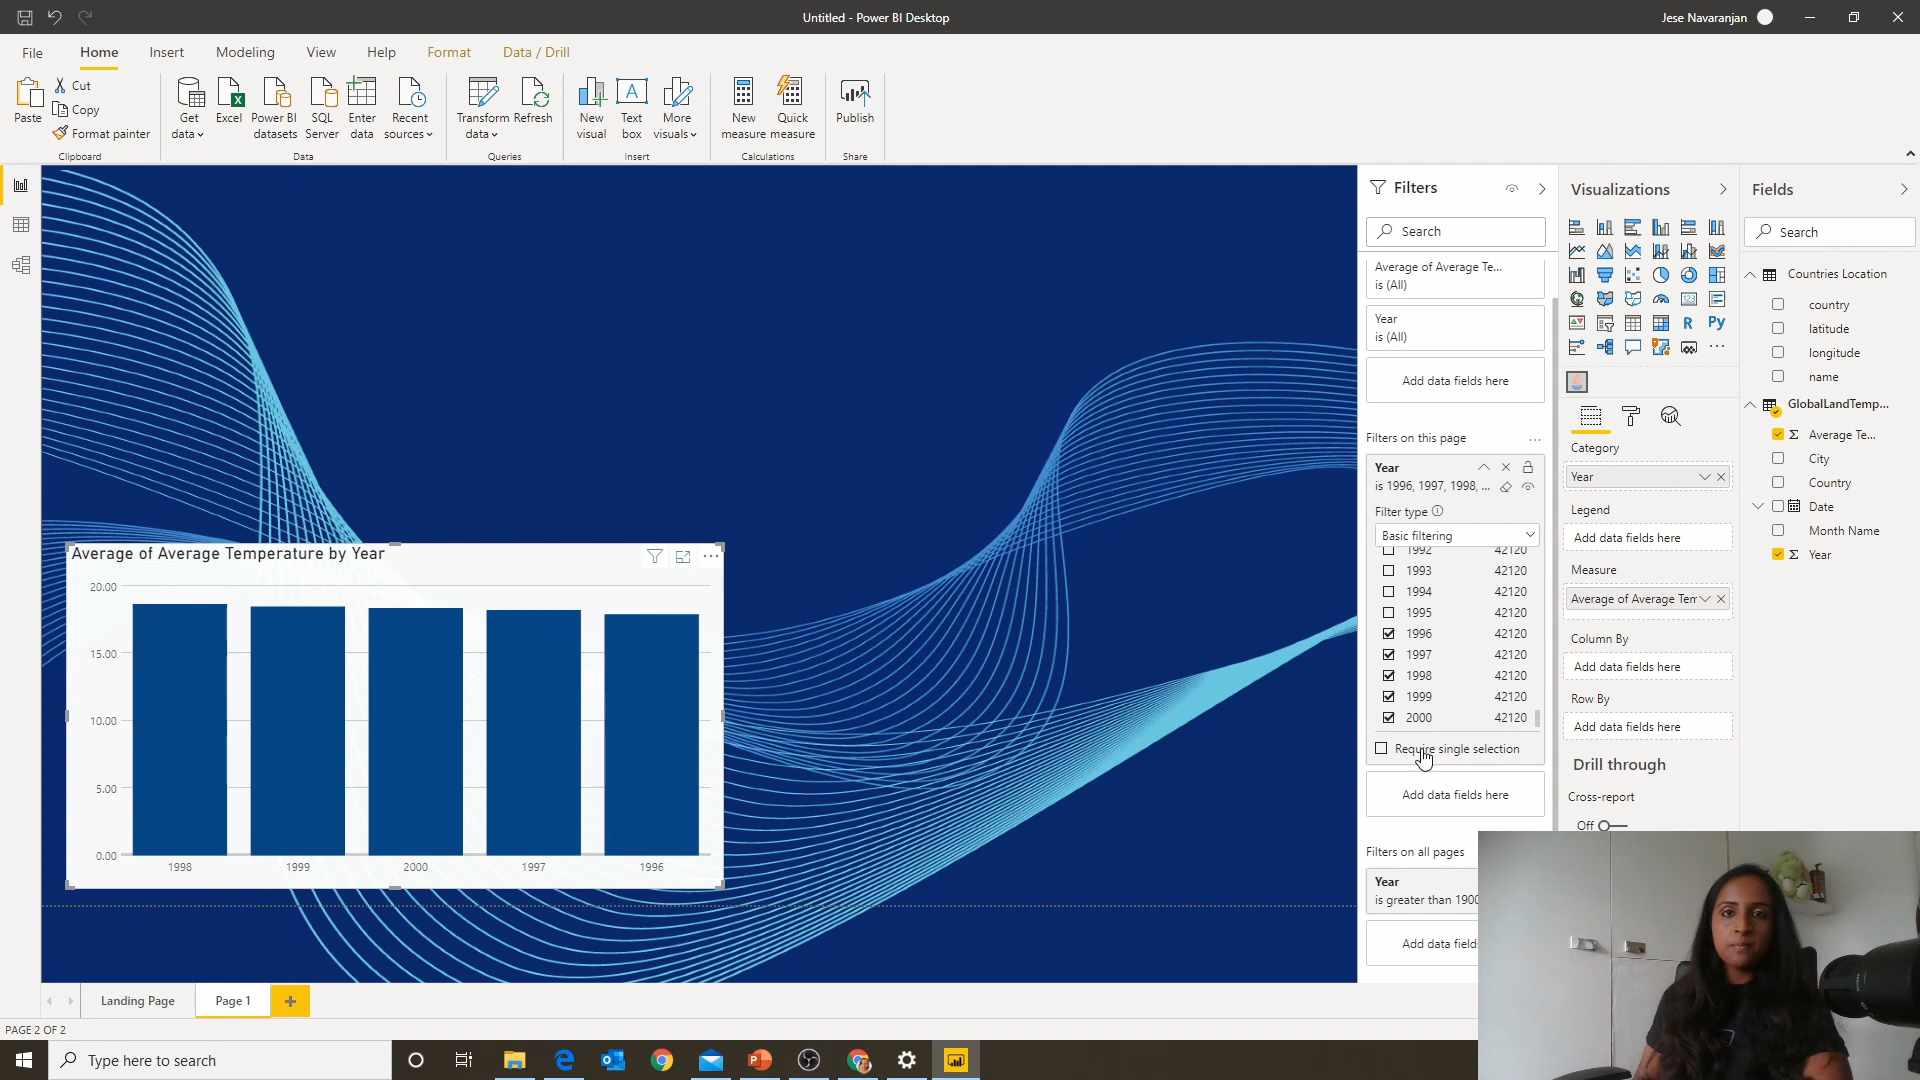 Untitled - Power BI Desktop
Jese Navaranjan
File Home Insert Modeling View Help Format Data / Drill
Paste
Cut
Copy
Format painter
Clipboard
Get data
Excel
Power BI datasets
SQL Server
Enter data
Recent sources
Data
Transform data
Refresh
Queries
New visual
Text box
More visuals
Insert
New measure
Quick measure
Calculations
Publish
Share
Average of Average Temperature by Year
20.00
15.00
10.00
5.00
0.00
1998 1999 2000 1997 1996
Filters
Search
Average of Average Te...
is (All)
Year
is (All)
Add data fields here
Filters on this page
Year
is 1996, 1997, 1998, ...
Filter type
Basic filtering
1992 42120
1993 42120
1994 42120
1995 42120
1996 42120
1997 42120
1998 42120
1999 42120
2000 42120
Require single selection
Add data fields here
Filters on all pages
Year
is greater than 1900
Add data field
Visualizations
R Py
Category
Year
Legend
Add data fields here
Measure
Average of Average Tem
Column By
Add data fields here
Row By
Add data fields here
Drill through
Cross-report
Off
Fields
Search
Countries Location
country
latitude
longitude
name
GlobalLandTemp...
Average Te...
City
Country
Date
Month Name
Year
Landing Page Page 1
PAGE 2 OF 2
Type here to search